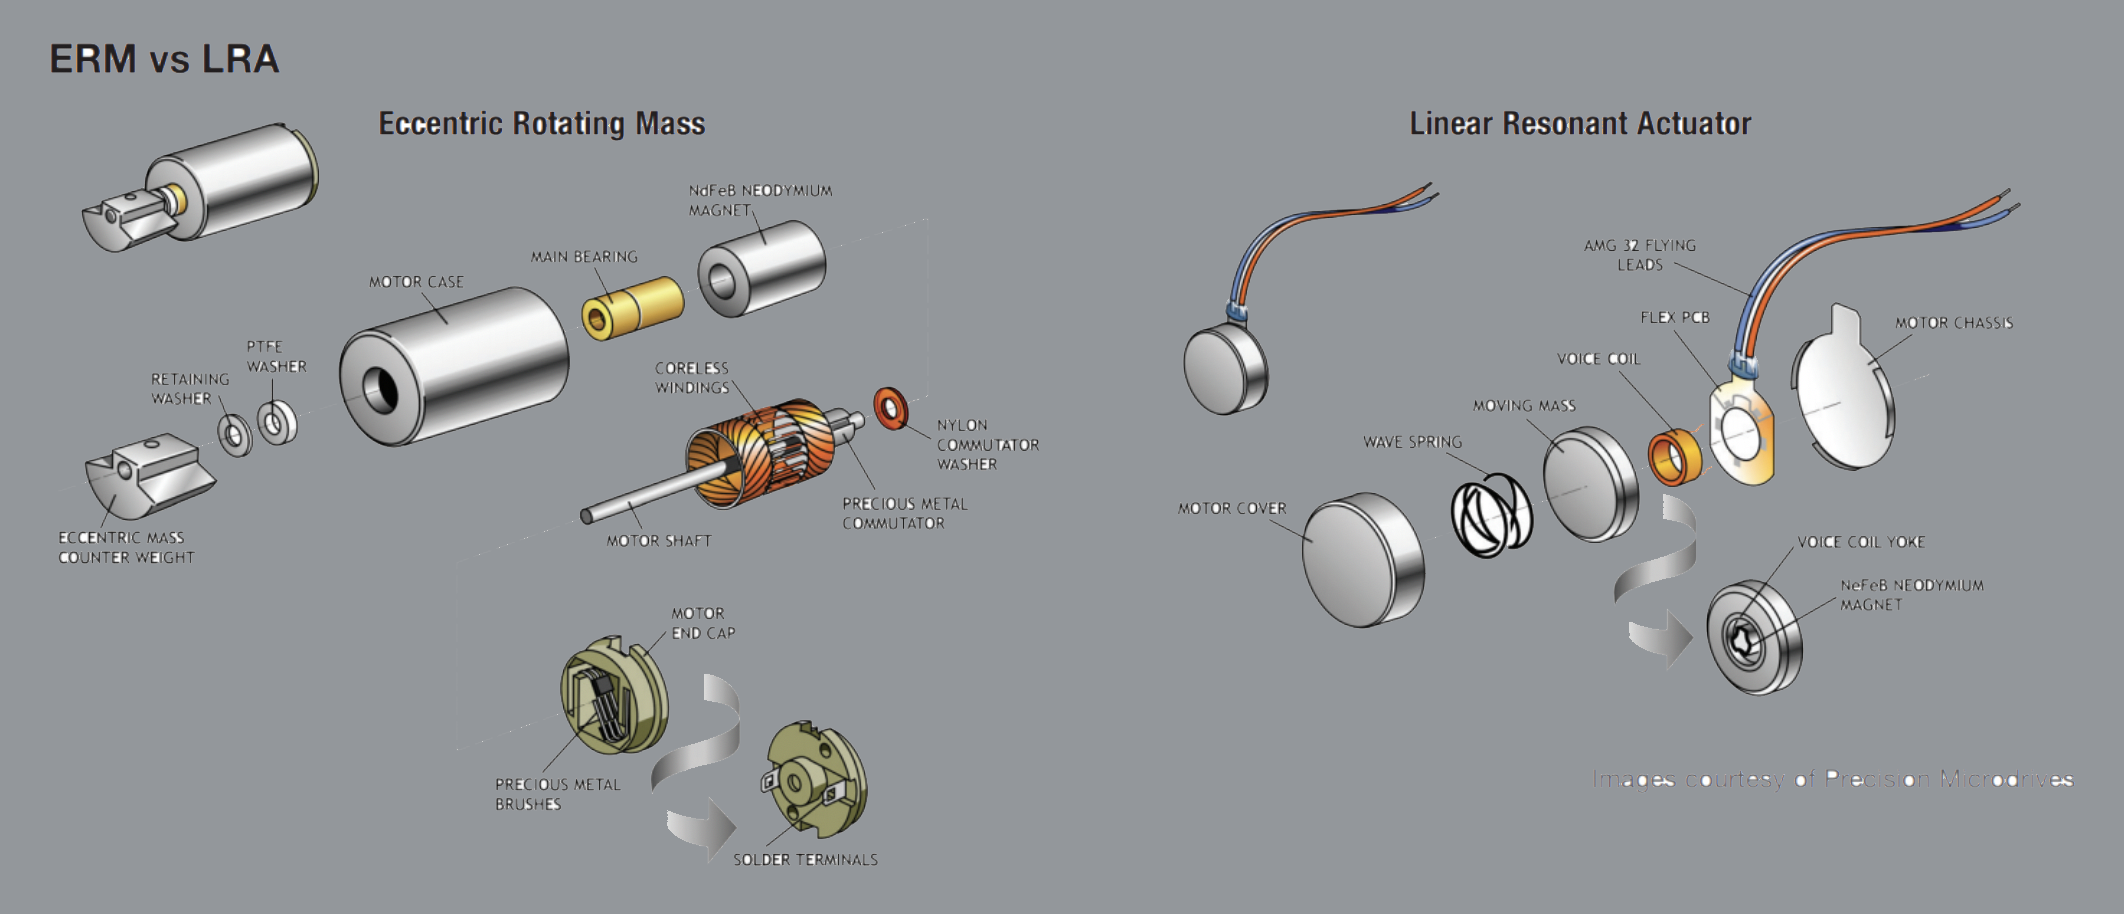 ERM vs LRA
Eccentric Rotating Mass
Linear Resonant Actuator
NdFeB NEODYMIUM
MAGNET
MAIN BEARING
MOTOR CASE
PTFE
WASHER
RETAINING
WASHER
ECCENTRIC MASS
COUNTER WEIGHT
CORELESS
WINDINGS
NYLON
COMMUTATOR
WASHER
PRECIOUS METAL
COMMUTATOR
MOTOR SHAFT
MOTOR
END CAP
PRECIOUS METAL
BRUSHES
SOLDER TERMINALS
AMG 32 FLYING
LEADS
FLEX PCB
MOTOR CHASSIS
VOICE COIL
MOVING MASS
WAVE SPRING
MOTOR COVER
VOICE COIL YOKE
NeFeB NEODYMIUM
MAGNET
Images courtesy of Precision Microdrives